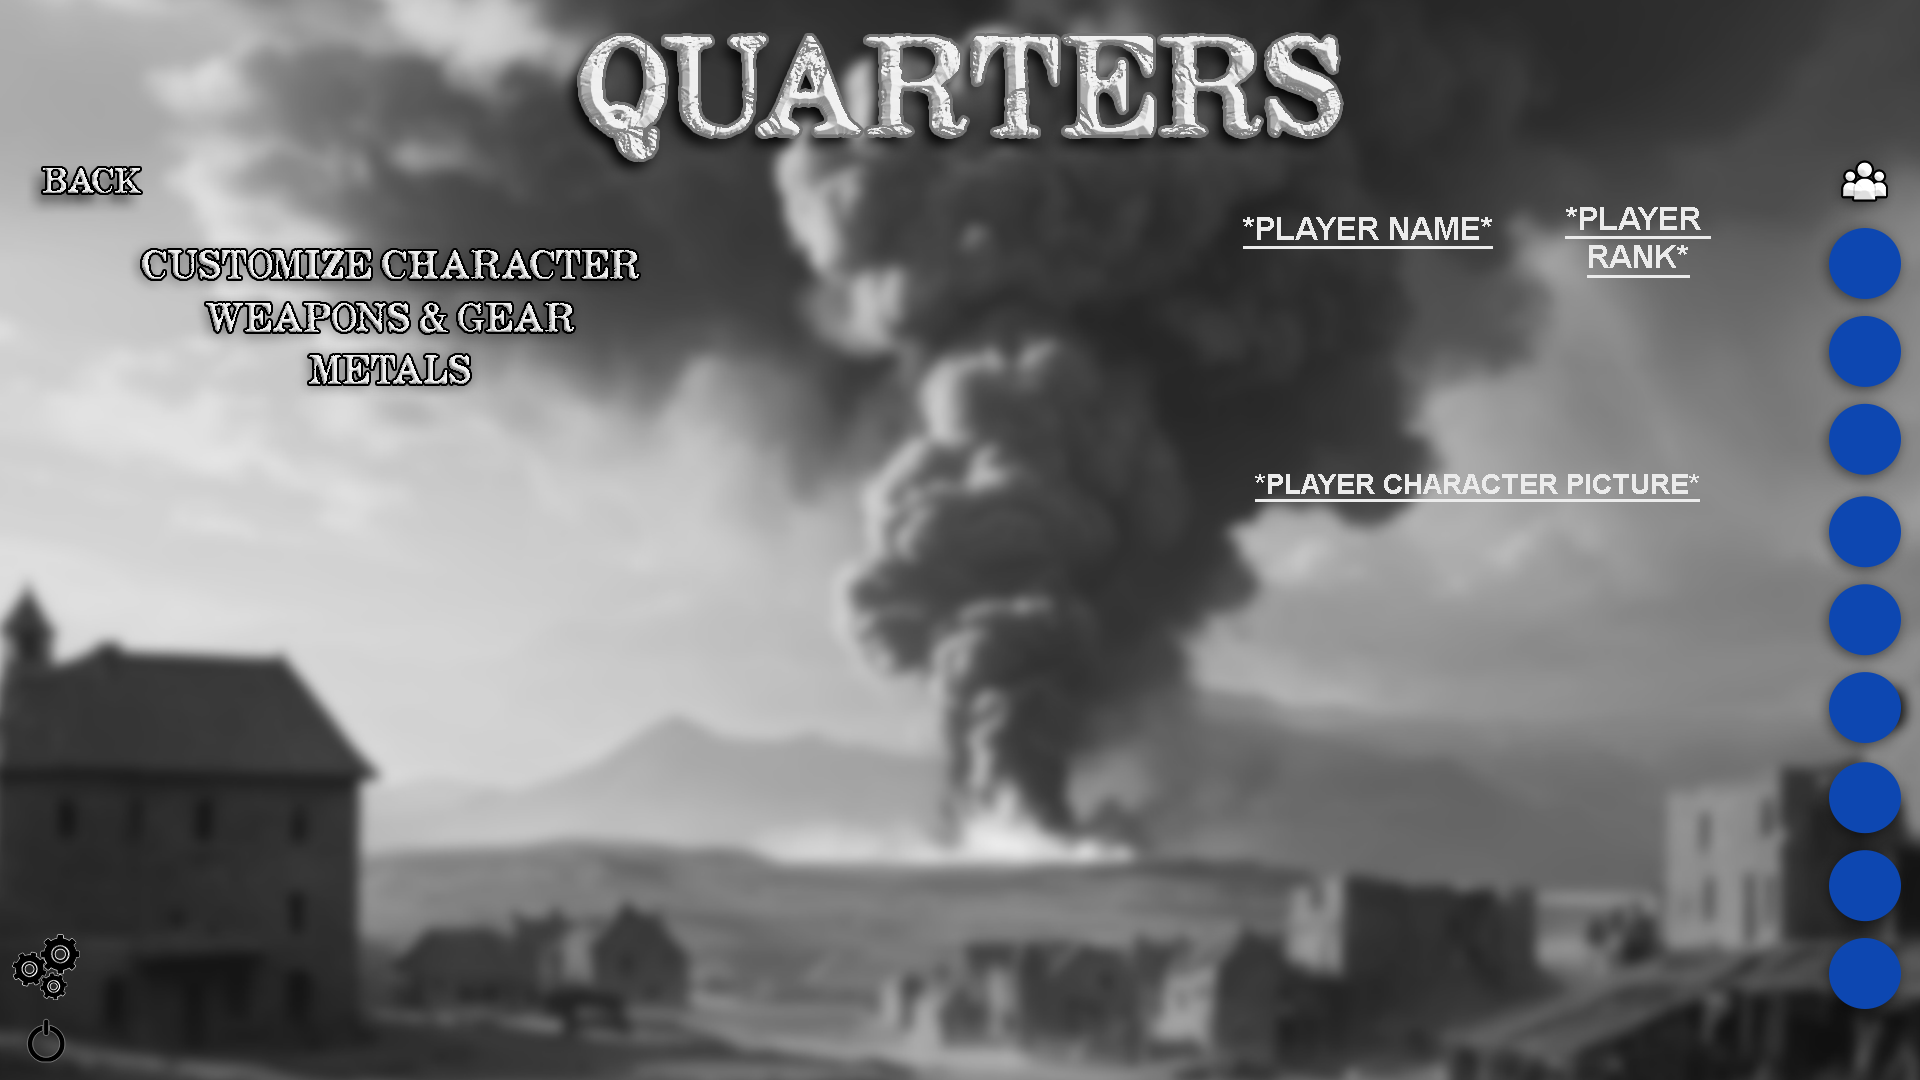 QUARTERS
BACK
CUSTOMIZE CHARACTER
WEAPONS & GEAR
METALS
*PLAYER NAME*
*PLAYER
RANK*
*PLAYER CHARACTER PICTURE*